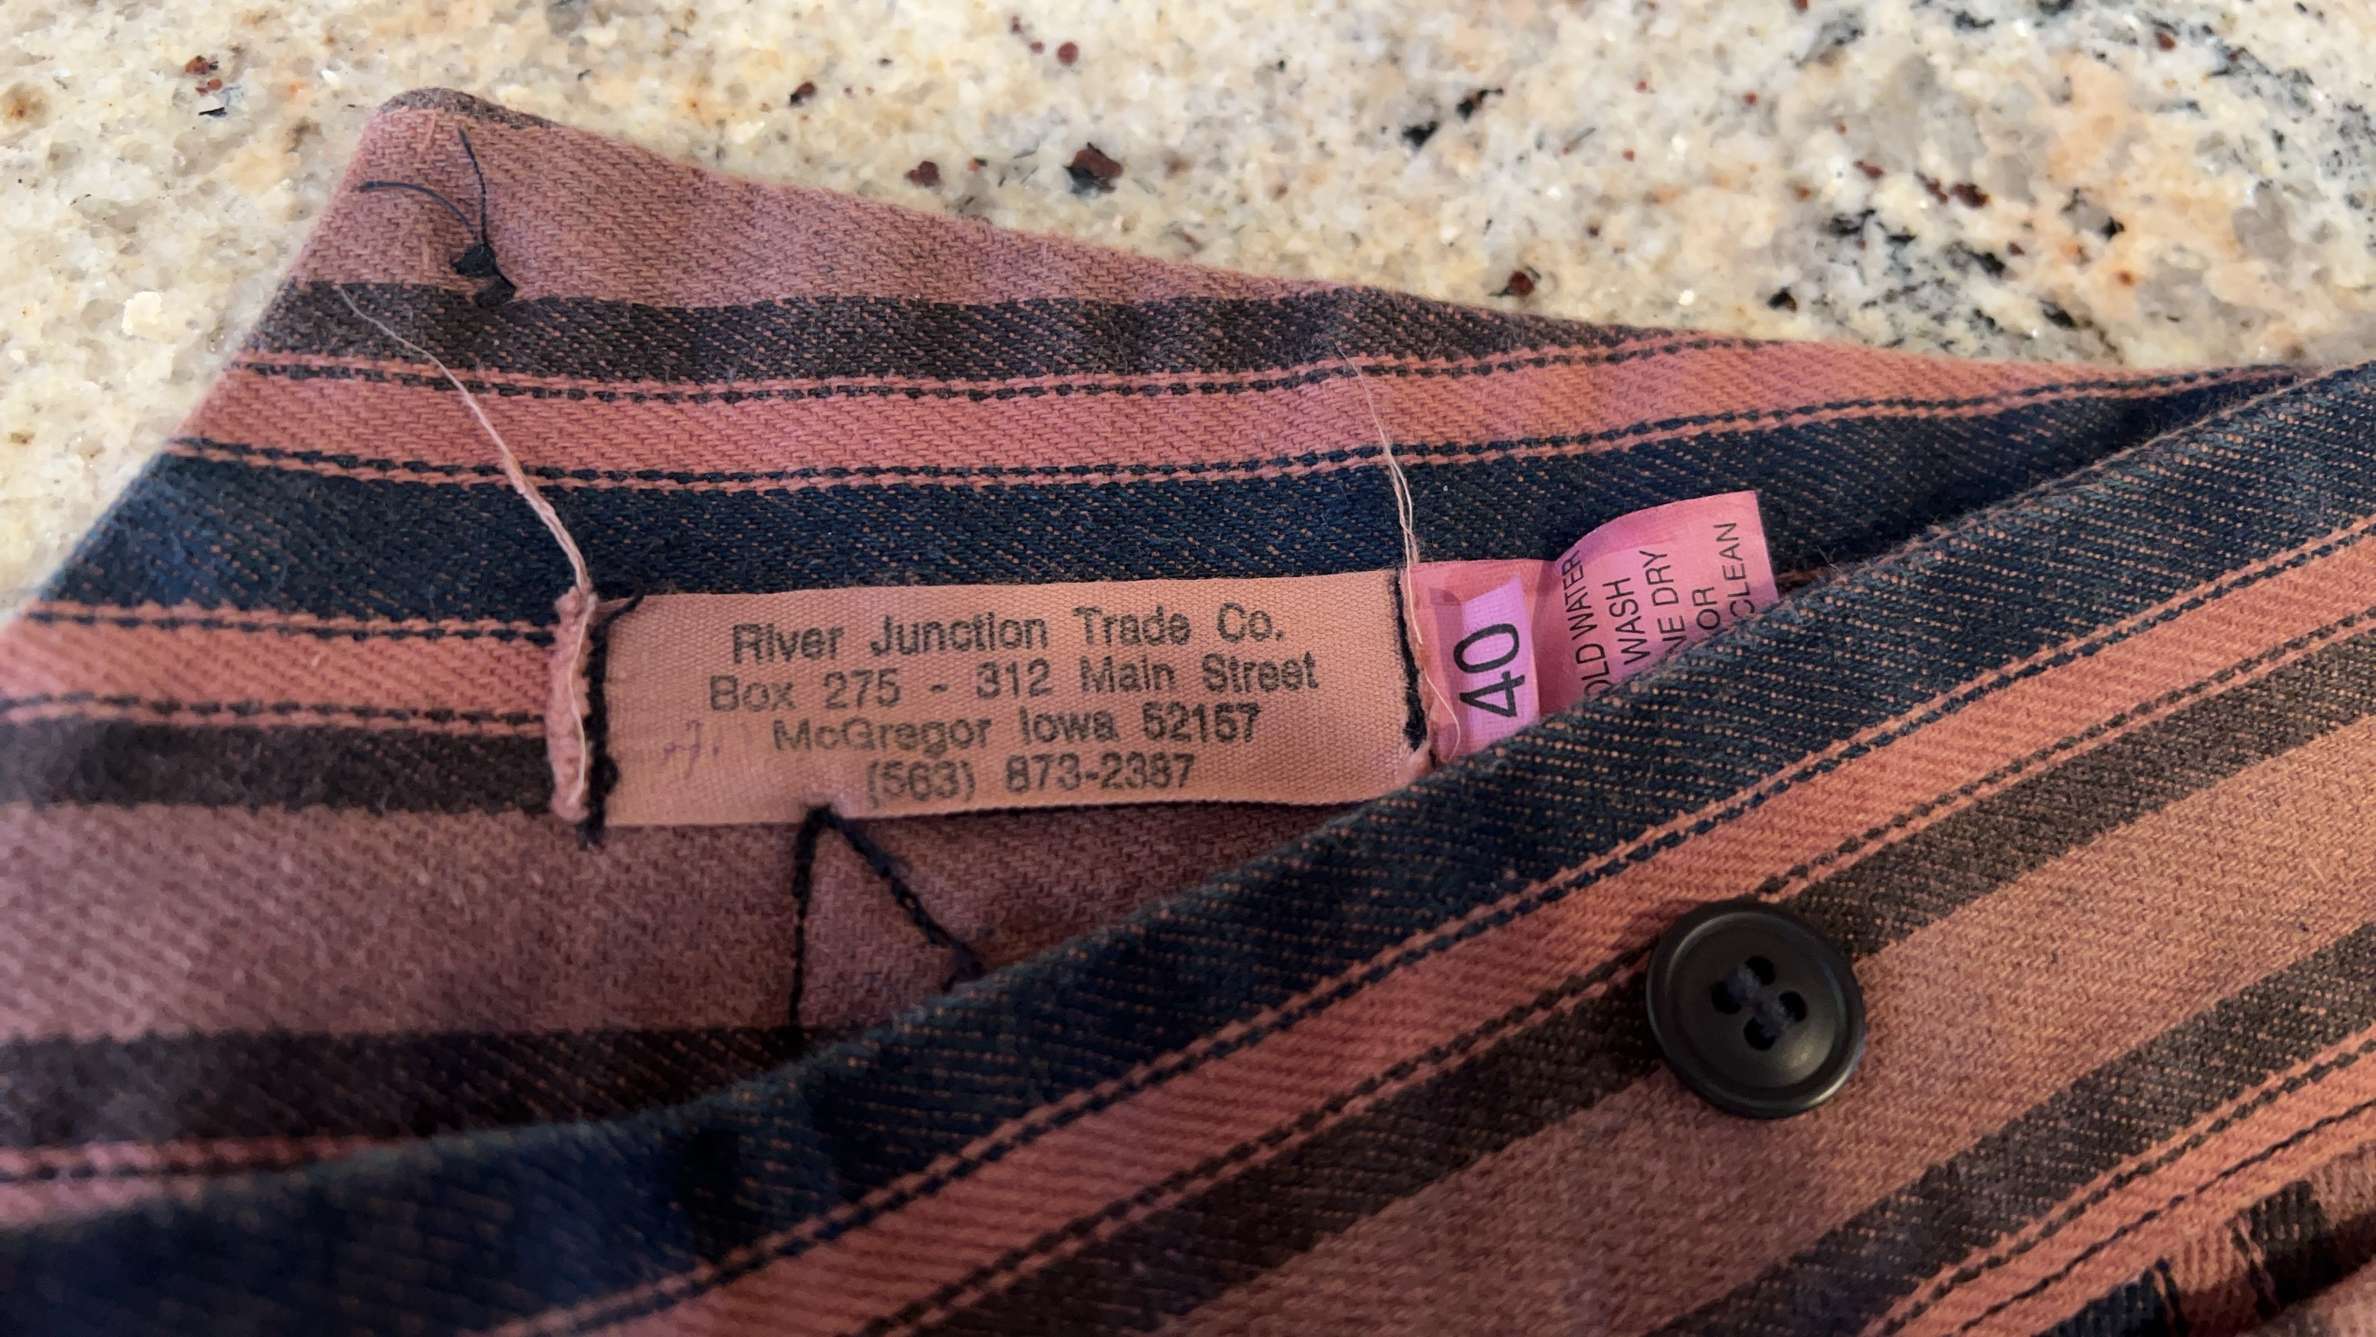 River Junction Trade Co.
Box 275 - 312 Main Street
McGregor Iowa 52157
(563) 873-2387
40
OLD WATER
WASH
NE DRY
OR
CLEAN